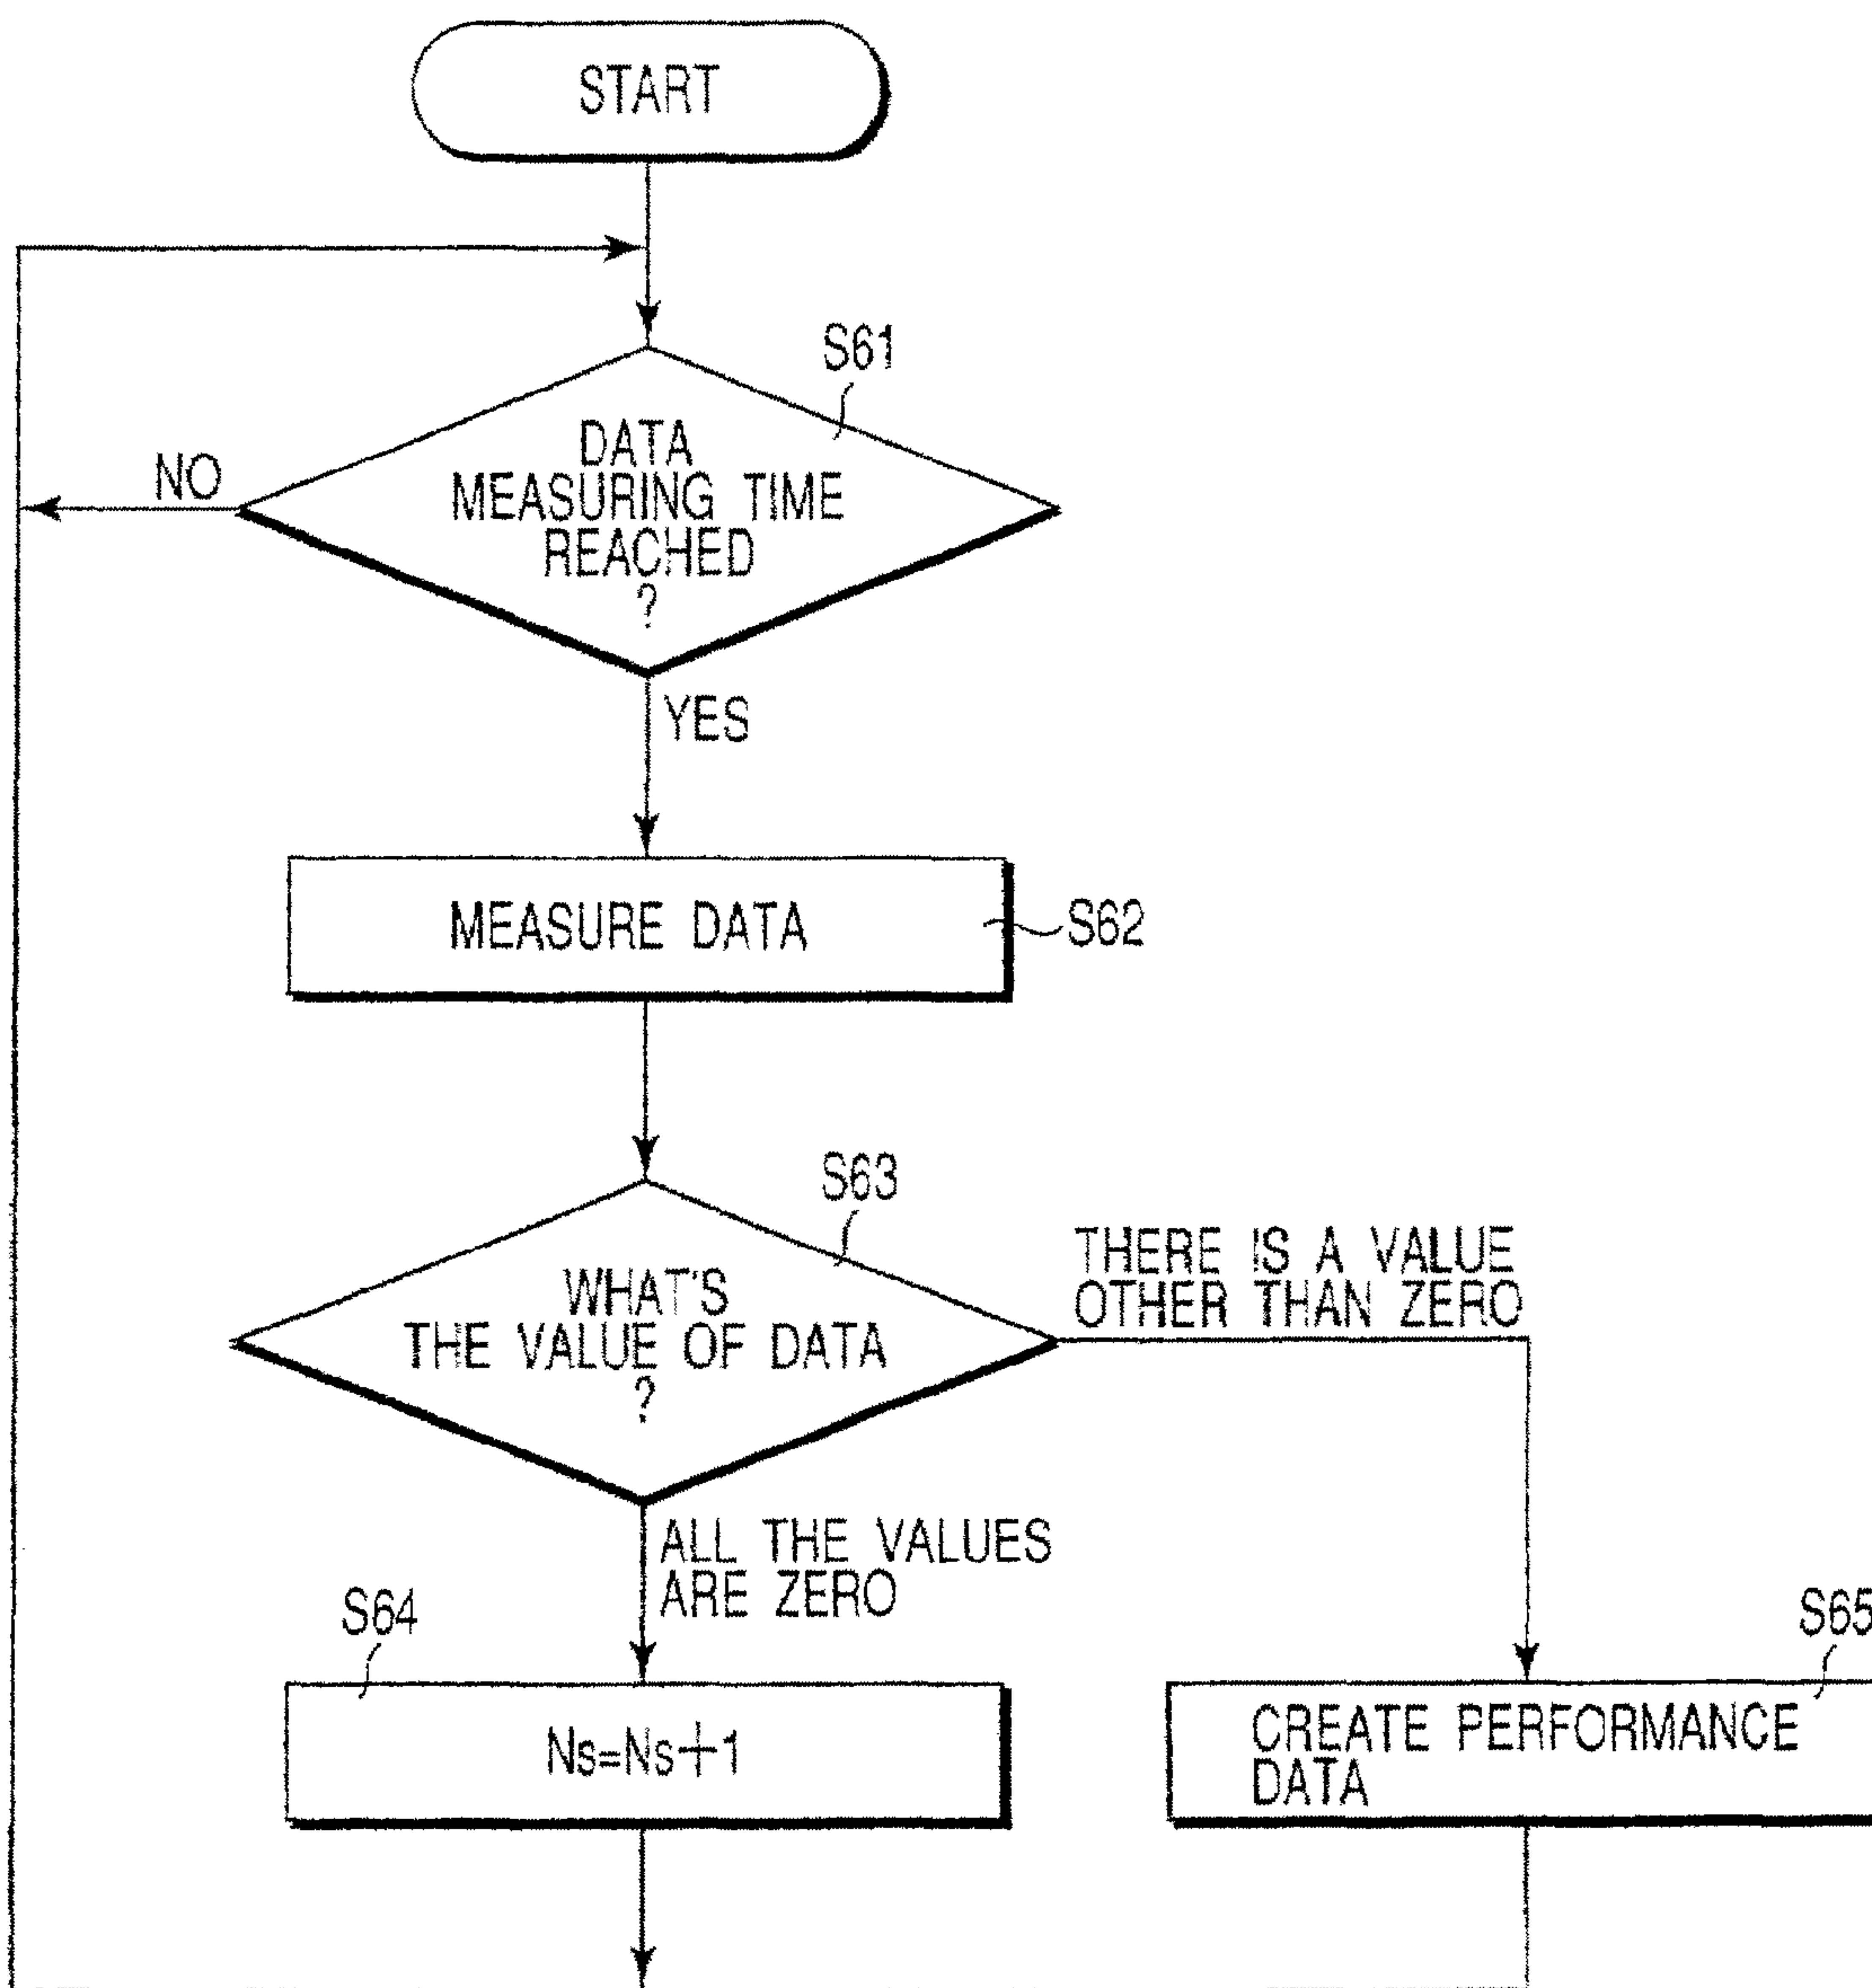 START
S61
DATA
MEASURING TIME
REACHED
?
NO
YES
MEASURE DATA
S62
S63
WHAT'S
THE VALUE OF DATA
?
THERE IS A VALUE
OTHER THAN ZERO
ALL THE VALUES
ARE ZERO
S64
Ns=Ns+1
S65
CREATE PERFORMANCE
DATA